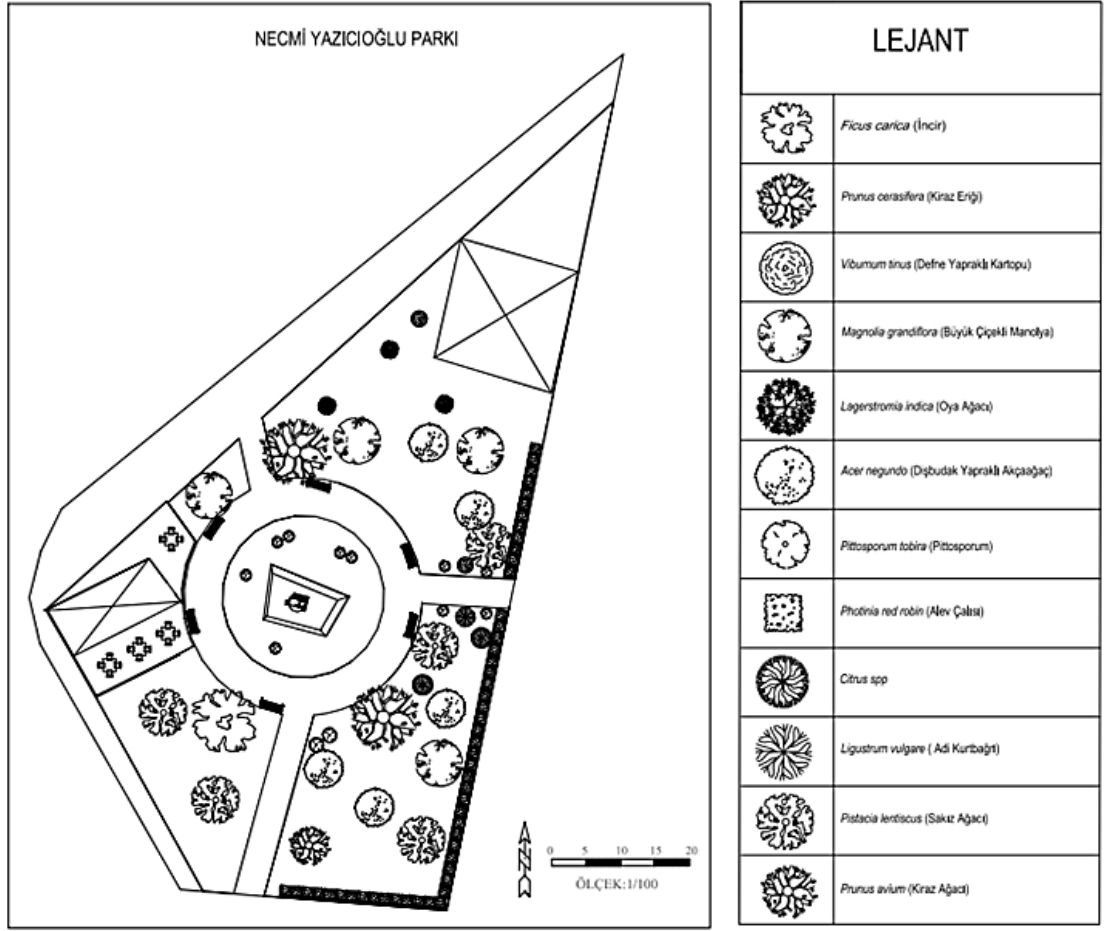 NECMİ YAZICIOĞLU PARKI
N
0 5 10 15 20
ÖLÇEK:1/100
LEJANT
Ficus carica (İncir)
Prunus cerasifera (Kiraz Eriği)
Viburnum tinus (Defne Yapraklı Kartopu)
Magnolia grandiflora (Büyük Çiçekli Manolya)
Lagerstromia indica (Oya Ağacı)
Acer negundo (Dişbudak Yapraklı Akçaağaç)
Pittosporum tobira (Pittosporum)
Photinia red robin (Alev Çalısı)
Citrus spp
Ligustrum vulgare ( Adi Kurtbağrı)
Pistacia lentiscus (Sakız Ağacı)
Prunus avium (Kiraz Ağacı)